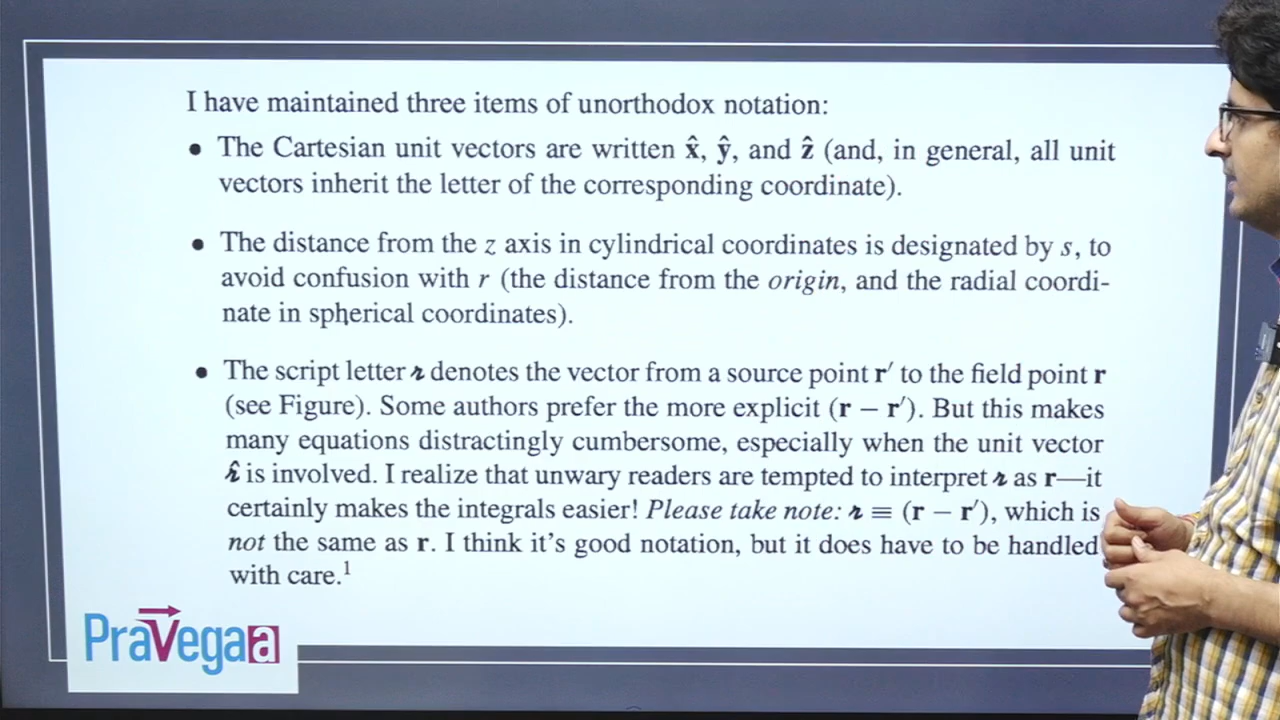 I have maintained three items of unorthodox notation:
• The Cartesian unit vectors are written x̂, ŷ, and ẑ (and, in general, all unit
vectors inherit the letter of the corresponding coordinate).
• The distance from the z axis in cylindrical coordinates is designated by s, to
avoid confusion with r (the distance from the origin, and the radial coordi-
nate in spherical coordinates).
• The script letter 𝓇 denotes the vector from a source point r′ to the field point r
(see Figure). Some authors prefer the more explicit (r − r′). But this makes
many equations distractingly cumbersome, especially when the unit vector
𝓇̂ is involved. I realize that unwary readers are tempted to interpret 𝓇 as r—it
certainly makes the integrals easier! Please take note: 𝓇 ≡ (r − r′), which is
not the same as r. I think it's good notation, but it does have to be handled
with care.¹
PraVegaa